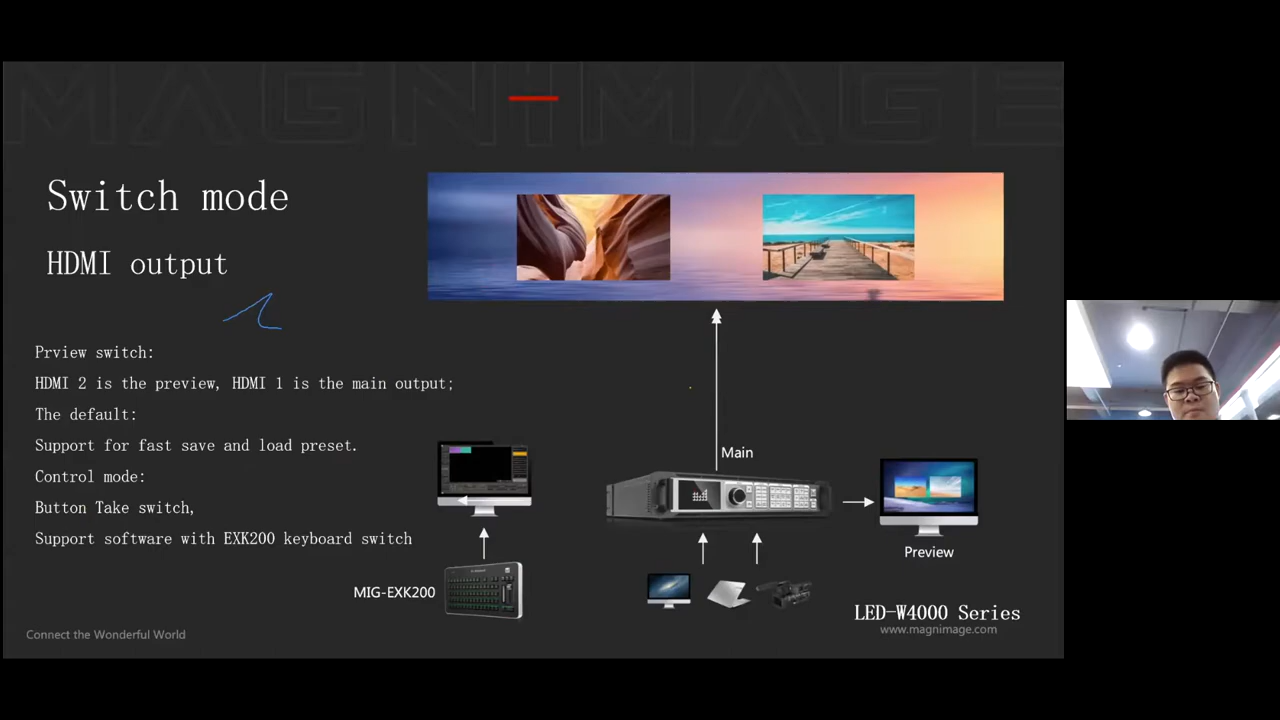 MAGNIMAGE
Switch mode
HDMI output
Prview switch:
HDMI 2 is the preview, HDMI 1 is the main output;
The default:
Support for fast save and load preset.
Control mode:
Button Take switch,
Support software with EXK200 keyboard switch
Main
Preview
MIG-EXK200
LED-W4000 Series
Connect the Wonderful World
www.magnimage.com